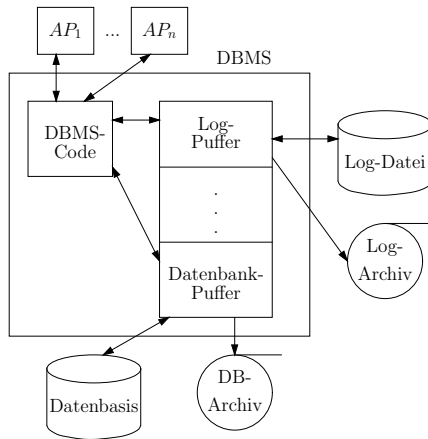 AP₁ ... APₙ
DBMS
DBMS-
Code
Log-
Puffer
.
.
.
Datenbank-
Puffer
Log-Datei
Log-
Archiv
Datenbasis
DB-
Archiv